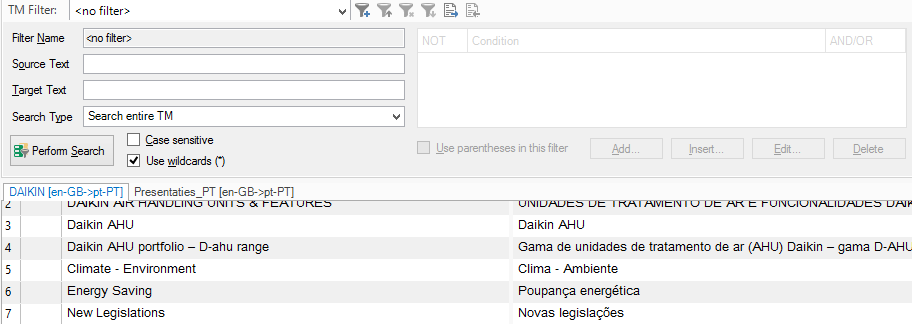 TM Filter: <no filter>
Filter Name <no filter> NOT Condition AND/OR
Source Text
Target Text
Search Type Search entire TM
Perform Search Case sensitive
Use wildcards (*) Use parentheses in this filter Add... Insert... Edit... Delete
DAIKIN [en-GB->pt-PT] Presentaties_PT [en-GB->pt-PT]
2 DAIKIN AIR HANDLING UNITS & FEATURES UNIDADES DE TRATAMENTO DE AR E FUNCIONALIDADES DAIK
3 Daikin AHU Daikin AHU
4 Daikin AHU portfolio – D-ahu range Gama de unidades de tratamento de ar (AHU) Daikin – gama D-AHU
5 Climate - Environment Clima - Ambiente
6 Energy Saving Poupança energética
7 New Legislations Novas legislações